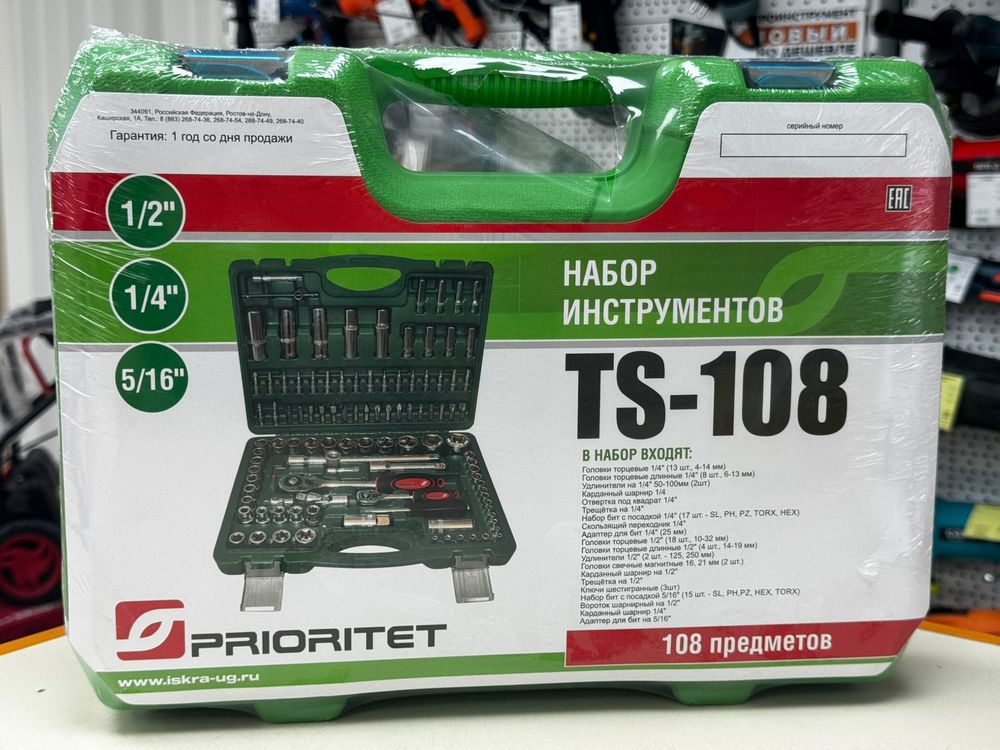 344091, Российская Федерация, Ростов-на-Дону,
Каширская, 1А, Тел.: 8 (863) 268-74-36, 268-74-54, 268-74-49, 268-74-40
Гарантия: 1 год со дня продажи
серийный номер
EAC
1/2"
1/4"
5/16"
НАБОР
ИНСТРУМЕНТОВ
TS-108
В НАБОР ВХОДЯТ:
Головки торцевые 1/4" (13 шт., 4-14 мм)
Головки торцевые длинные 1/4" (8 шт., 6-13 мм)
Удлинители на 1/4" 50-100мм (2шт)
Карданный шарнир 1/4
Отвертка под квадрат 1/4"
Трещётка на 1/4"
Набор бит с посадкой 1/4" (17 шт. - SL, PH, PZ, TORX, HEX)
Скользящий переходник 1/4"
Адаптер для бит 1/4" (25 мм)
Головки торцевые 1/2" (18 шт., 10-32 мм)
Головки торцевые длинные 1/2" (4 шт., 14-19 мм)
Удлинители 1/2" (2 шт. - 125, 250 мм)
Головки свечные магнитные 16, 21 мм (2 шт.)
Карданный шарнир на 1/2"
Трещётка на 1/2"
Ключи шестигранные (3шт)
Набор бит с посадкой 5/16" (15 шт. - SL, PH,PZ, HEX, TORX)
Вороток шарнирный на 1/2"
Карданный шарнир 1/4"
Адаптер для бит на 5/16"
108 предметов
PRIORITET
www.iskra-ug.ru